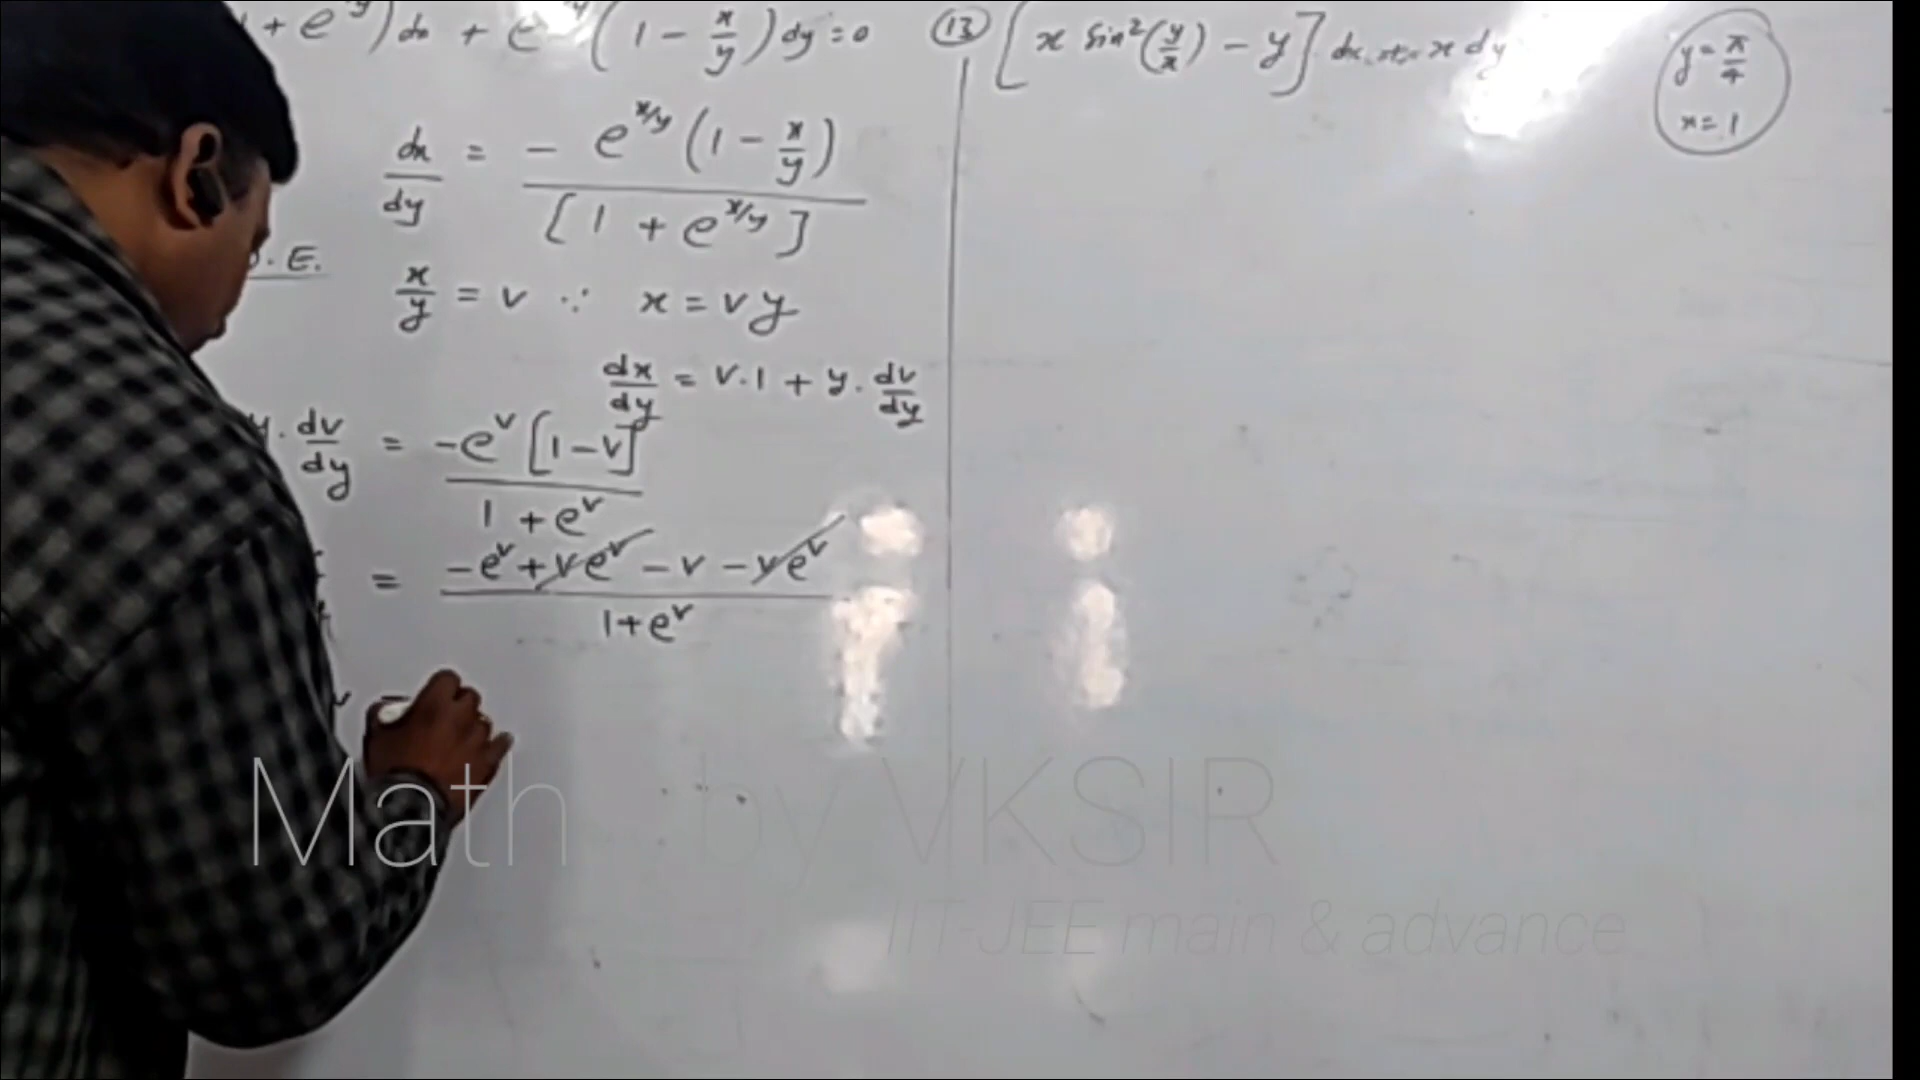 + e^{x/y}) dx + e^{x/y} (1 - x/y) dy = 0
dx/dy = - e^{x/y} (1 - x/y) / [1 + e^{x/y}]
D.E.
x/y = v ∵ x = vy
dx/dy = v.1 + y. dv/dy
y. dv/dy = -e^v [1-v] / 1 + e^v
= -e^v + ve^v - v - ve^v / 1+e^v
(13) [x sin²(y/x) - y] dx + x dy
y = π/4
x = 1
Math by VKSIR
IIT-JEE main & advance